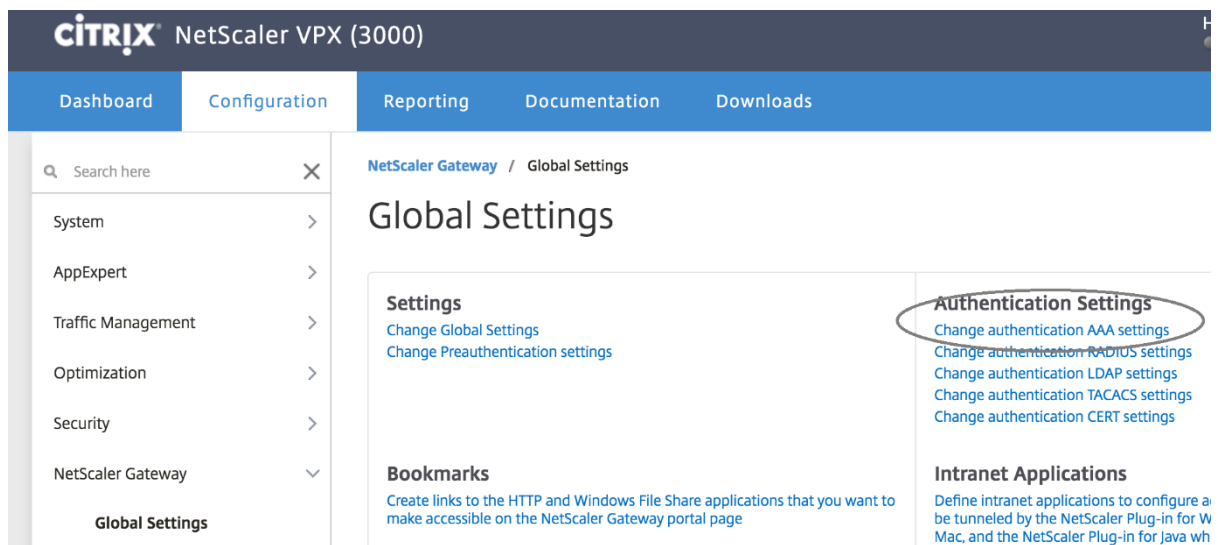 CİTRIX NetScaler VPX (3000)
H
Dashboard Configuration Reporting Documentation Downloads
Search here
System
AppExpert
Traffic Management
Optimization
Security
NetScaler Gateway
Global Settings
NetScaler Gateway / Global Settings
Global Settings
Settings
Change Global Settings
Change Preauthentication settings
Authentication Settings
Change authentication AAA settings
Change authentication RADIUS settings
Change authentication LDAP settings
Change authentication TACACS settings
Change authentication CERT settings
Bookmarks
Create links to the HTTP and Windows File Share applications that you want to
make accessible on the NetScaler Gateway portal page
Intranet Applications
Define intranet applications to configure a
be tunneled by the NetScaler Plug-in for W
Mac, and the NetScaler Plug-in for Java wh